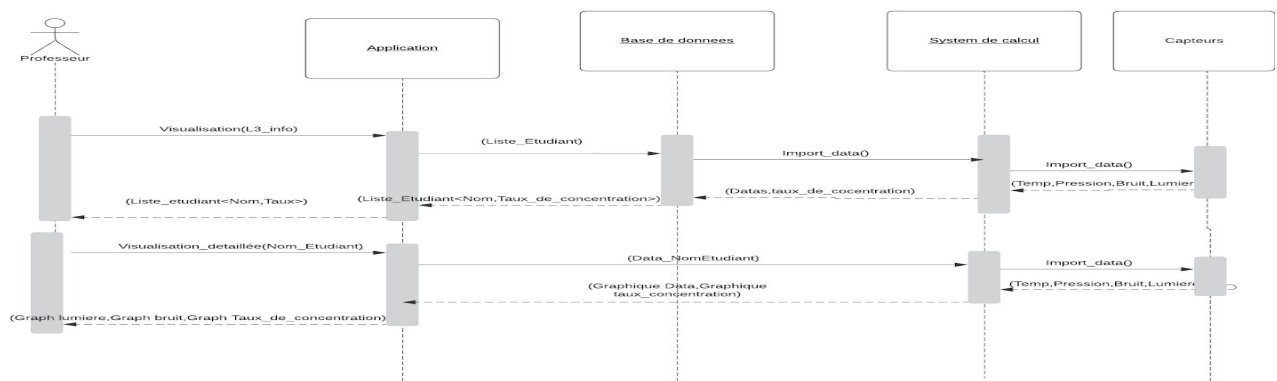 Professeur
Application
Base de donnees
System de calcul
Capteurs
Visualisation(L3_info)
(Liste_Etudiant)
Import_data()
Import_data()
(Temp,Pression,Bruit,Lumiere
(Datas,taux_de_cocentration)
(Liste_Etudiant<Nom,Taux_de_concentration>)
(Liste_etudiant<Nom,Taux>)
Visualisation_detaillée(Nom_Etudiant)
(Data_NomEtudiant)
Import_data()
(Temp,Pression,Bruit,Lumiere
(Graphique Data,Graphique
taux_concentration)
(Graph lumiere,Graph bruit,Graph Taux_de_concentration)